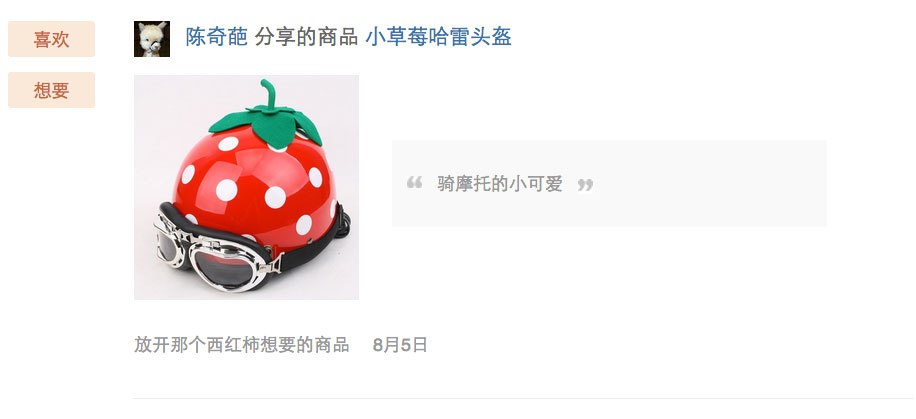 喜欢
陈奇葩 分享的商品 小草莓哈雷头盔
想要
“ 骑摩托的小可爱 ”
放开那个西红柿想要的商品 8月5日